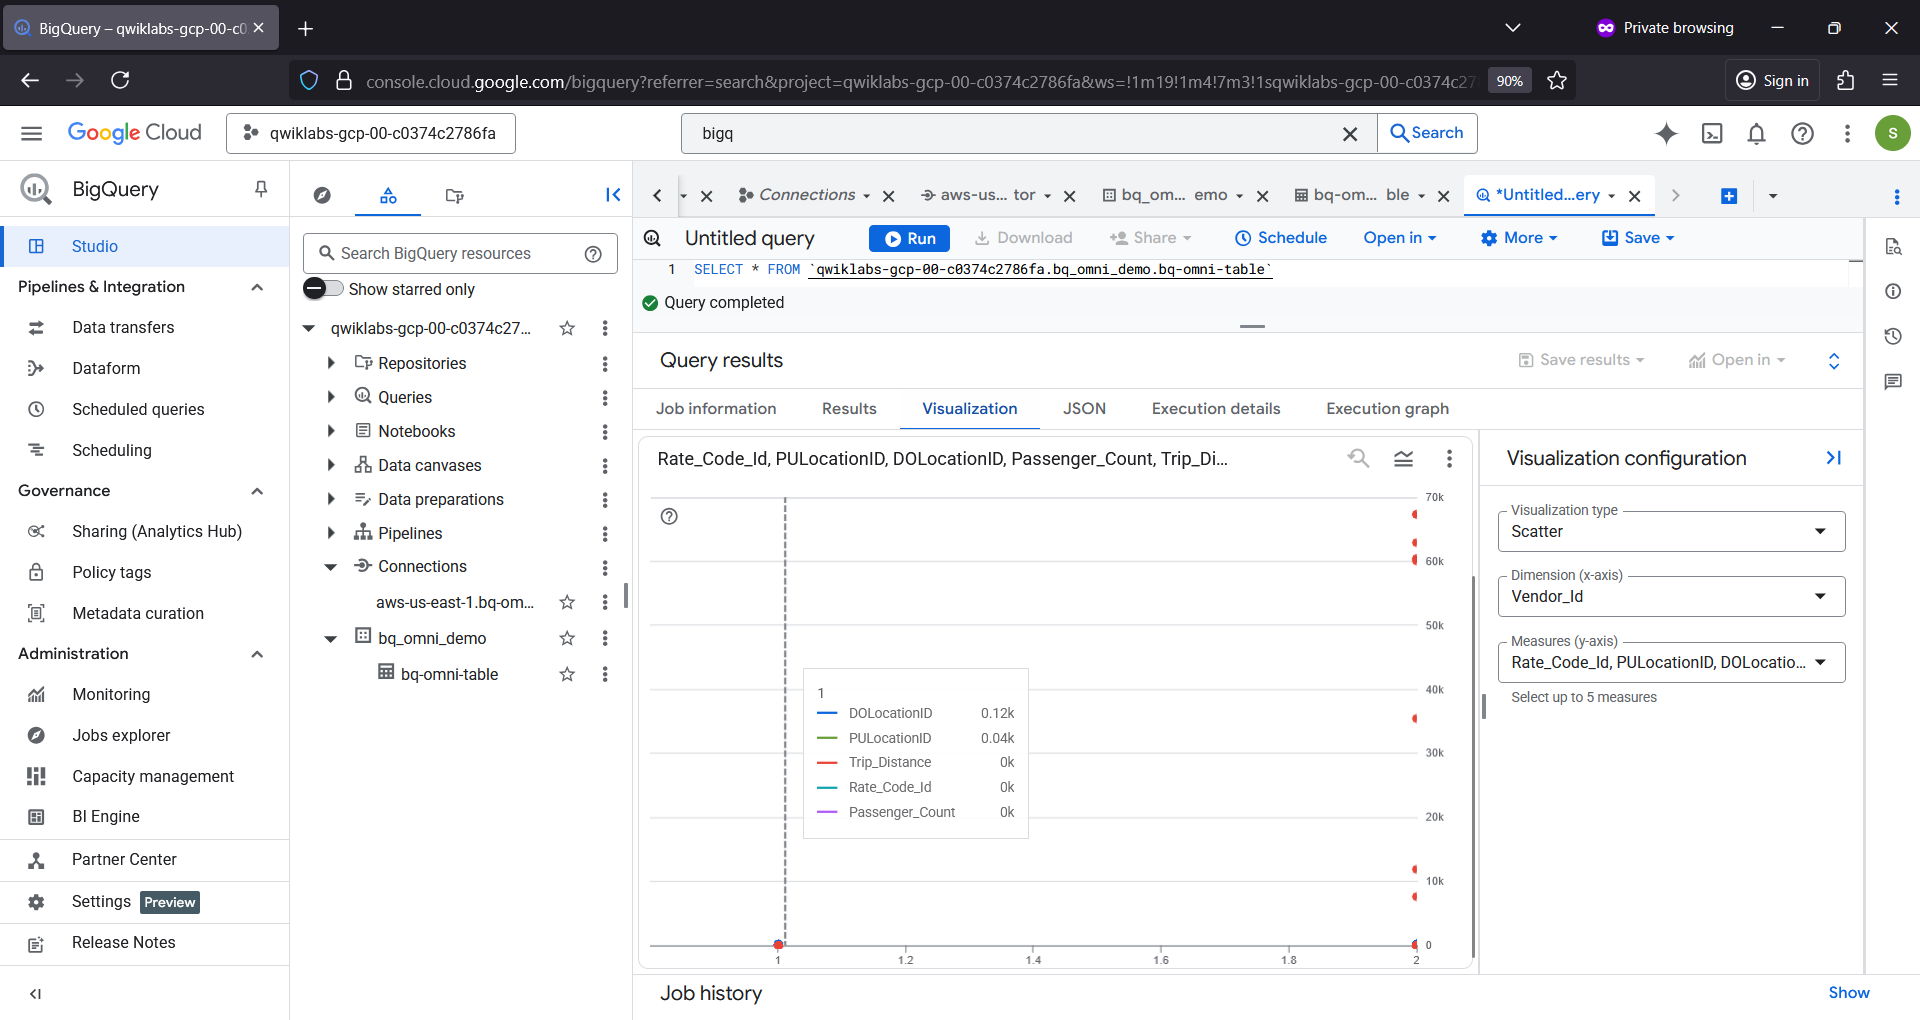 BigQuery – qwiklabs-gcp-00-c0
Private browsing
console.cloud.google.com/bigquery?referrer=search&project=qwiklabs-gcp-00-c0374c2786fa&ws=!1m19!1m4!7m3!1sqwiklabs-gcp-00-c0374c27
90%
Sign in
Google Cloud
qwiklabs-gcp-00-c0374c2786fa
bigq
Search
S
BigQuery
Studio
Pipelines & Integration
Data transfers
Dataform
Scheduled queries
Scheduling
Governance
Sharing (Analytics Hub)
Policy tags
Metadata curation
Administration
Monitoring
Jobs explorer
Capacity management
BI Engine
Partner Center
Settings Preview
Release Notes
Search BigQuery resources
Show starred only
qwiklabs-gcp-00-c0374c27...
Repositories
Queries
Notebooks
Data canvases
Data preparations
Pipelines
Connections
aws-us-east-1.bq-om...
bq_omni_demo
bq-omni-table
Connections
aws-us... tor
bq_om... emo
bq-om... ble
*Untitled...ery
Untitled query
Run
Download
Share
Schedule
Open in
More
Save
1 SELECT * FROM `qwiklabs-gcp-00-c0374c2786fa.bq_omni_demo.bq-omni-table`
Query completed
Query results
Save results
Open in
Job information
Results
Visualization
JSON
Execution details
Execution graph
Rate_Code_Id, PULocationID, DOLocationID, Passenger_Count, Trip_Di...
70k
60k
50k
40k
30k
20k
10k
0
1
DOLocationID 0.12k
PULocationID 0.04k
Trip_Distance 0k
Rate_Code_Id 0k
Passenger_Count 0k
1 1.2 1.4 1.6 1.8 2
Visualization configuration
Visualization type
Scatter
Dimension (x-axis)
Vendor_Id
Measures (y-axis)
Rate_Code_Id, PULocationID, DOLocatio...
Select up to 5 measures
Job history
Show